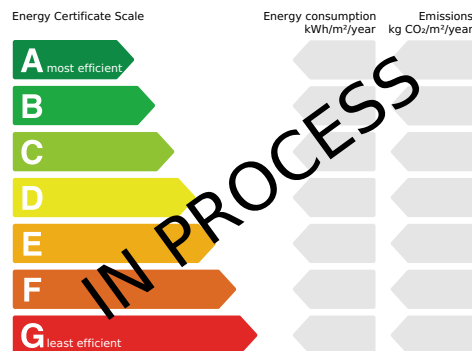 Energy Certificate Scale
Energy consumption
kWh/m²/year
Emissions
kg CO₂/m²/year
A most efficient
B
C
D
E
F
G least efficient
IN PROCESS